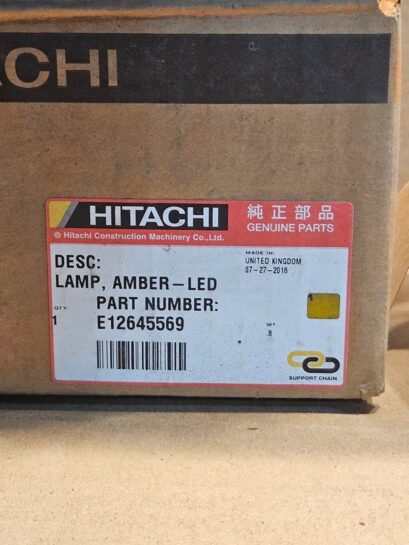 ACHI
HITACHI
純正部品
GENUINE PARTS
© Hitachi Construction Machinery Co.,Ltd.
DESC:
MADE IN
UNITED KINGDOM
07-27-2016
LAMP, AMBER-LED
QTY
PART NUMBER:
1
E12645569
WT
.8
SUPPORT CHAIN